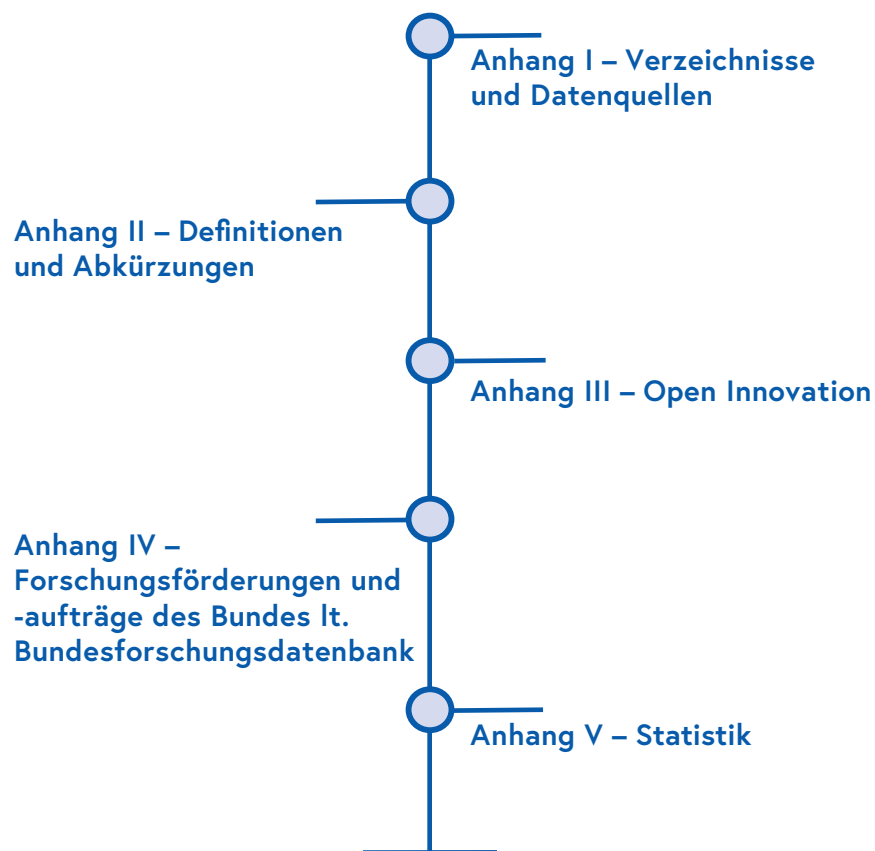 Anhang I – Verzeichnisse
und Datenquellen
Anhang II – Definitionen
und Abkürzungen
Anhang III – Open Innovation
Anhang IV –
Forschungsförderungen und
-aufträge des Bundes lt.
Bundesforschungsdatenbank
Anhang V – Statistik